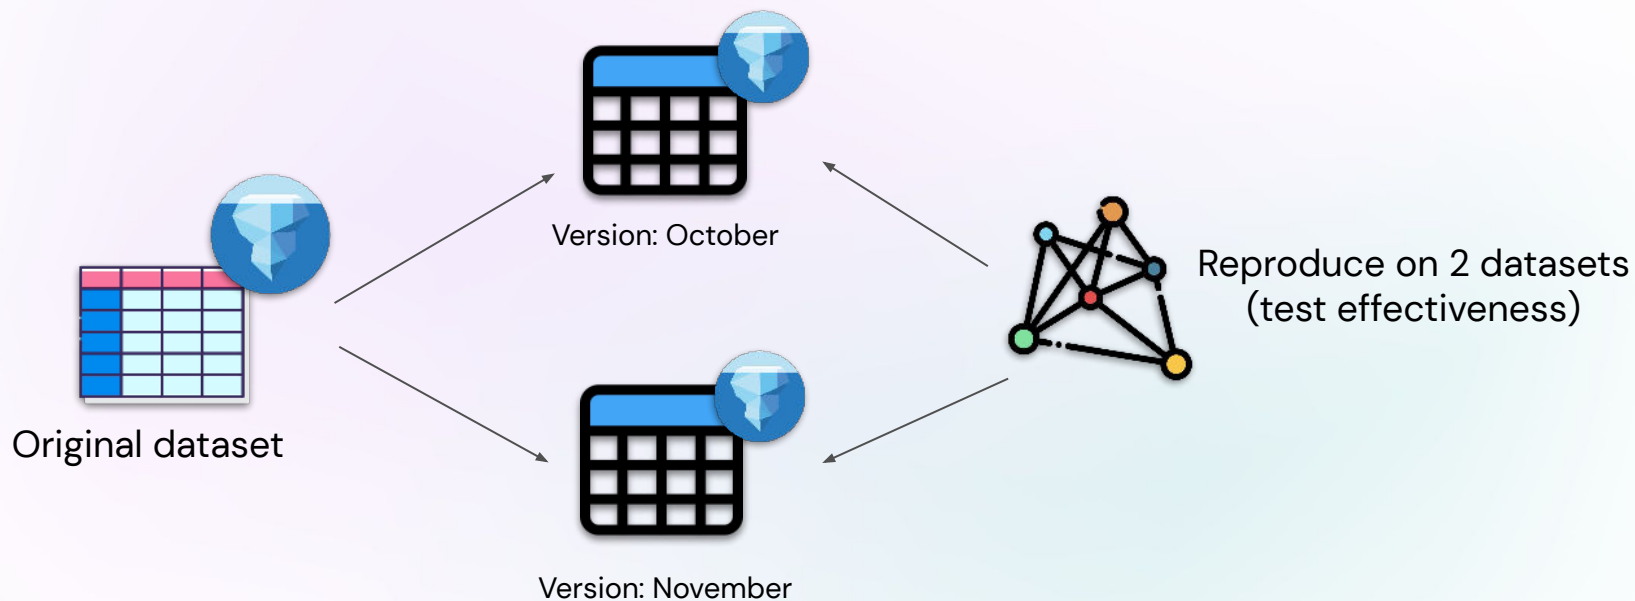 Version: October
Original dataset
Reproduce on 2 datasets
(test effectiveness)
Version: November